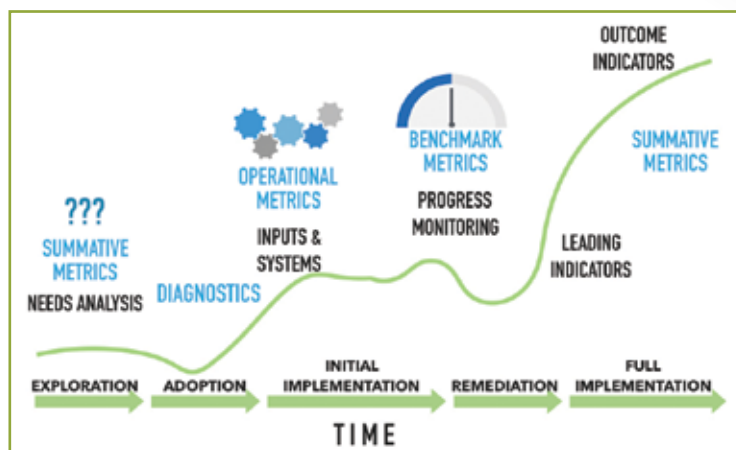 ???
SUMMATIVE
METRICS
NEEDS ANALYSIS
DIAGNOSTICS
OPERATIONAL
METRICS
INPUTS &
SYSTEMS
BENCHMARK
METRICS
PROGRESS
MONITORING
OUTCOME
INDICATORS
SUMMATIVE
METRICS
LEADING
INDICATORS
EXPLORATION
ADOPTION
INITIAL
IMPLEMENTATION
REMEDIATION
FULL
IMPLEMENTATION
TIME